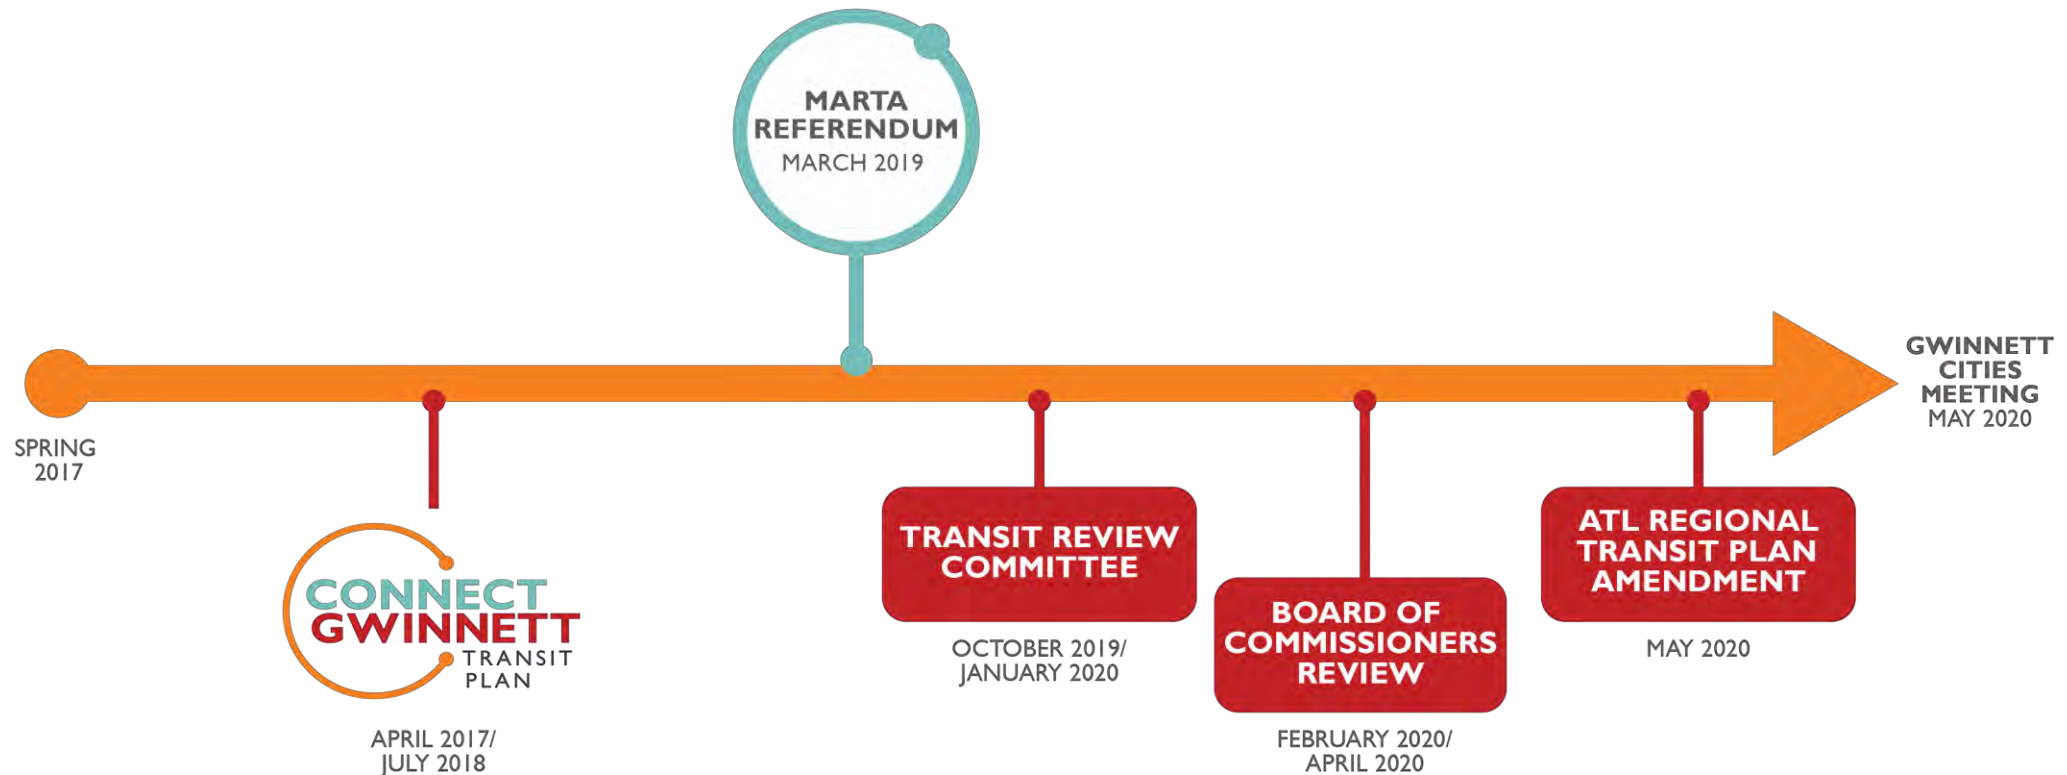 MARTA
REFERENDUM
MARCH 2019
SPRING
2017
GWINNETT
CITIES
MEETING
MAY 2020
CONNECT
GWINNETT
TRANSIT
PLAN
APRIL 2017/
JULY 2018
TRANSIT REVIEW
COMMITTEE
OCTOBER 2019/
JANUARY 2020
BOARD OF
COMMISSIONERS
REVIEW
FEBRUARY 2020/
APRIL 2020
ATL REGIONAL
TRANSIT PLAN
AMENDMENT
MAY 2020